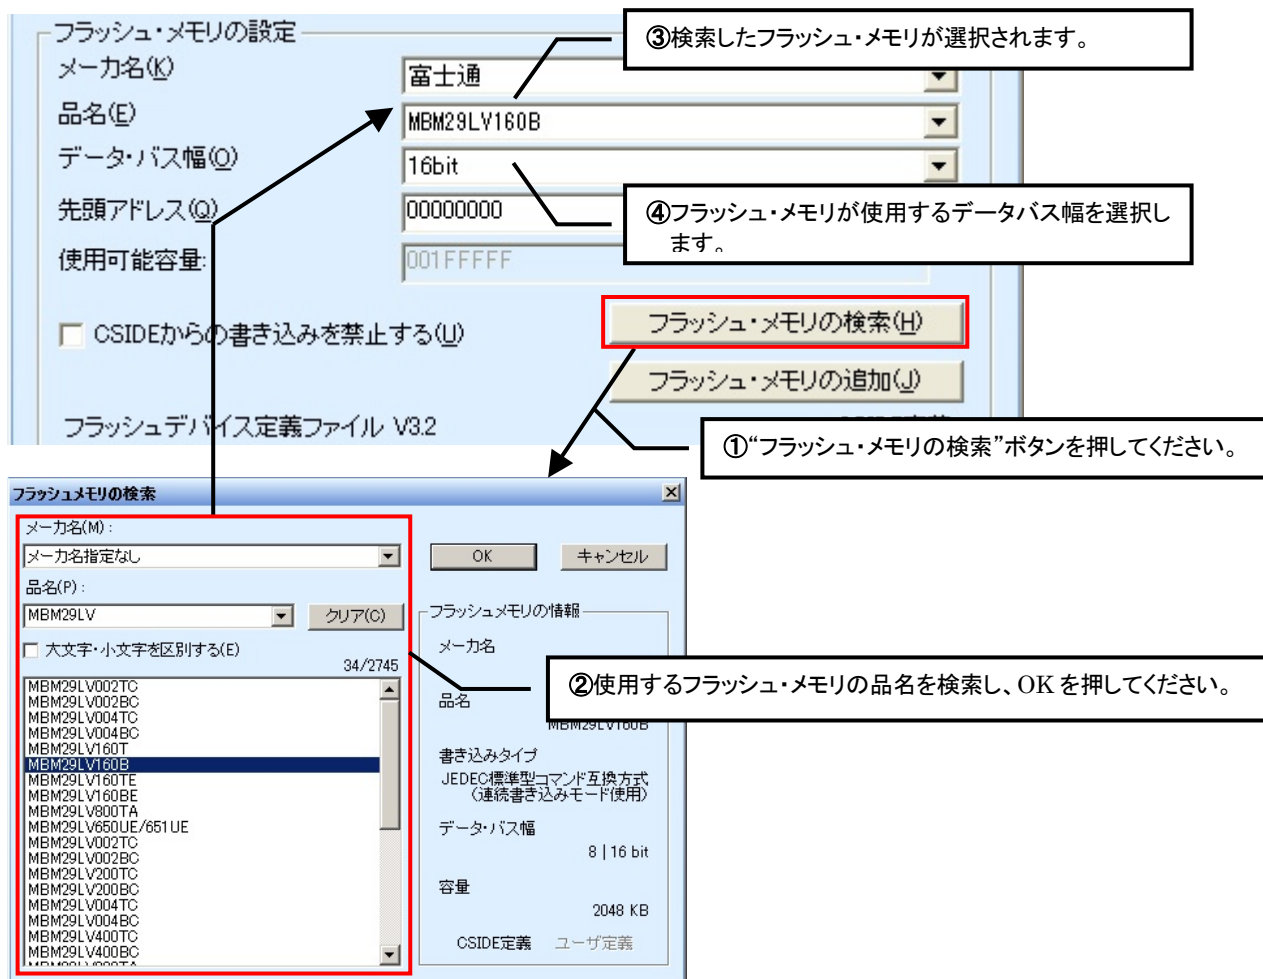 フラッシュ・メモリの設定
③検索したフラッシュ・メモリが選択されます。
メーカ名(K)
富士通
品名(E)
MBM29LV160B
データ・バス幅(O)
16bit
先頭アドレス(Q)
00000000
④フラッシュ・メモリが使用するデータバス幅を選択し
ます。
使用可能容量:
001FFFFF
CSIDEからの書き込みを禁止する(U)
フラッシュ・メモリの検索(H)
フラッシュ・メモリの追加(J)
フラッシュデバイス定義ファイル V3.2
①“フラッシュ・メモリの検索”ボタンを押してください。
フラッシュメモリの検索
メーカ名(M) :
メーカ名指定なし
OK
キャンセル
品名(P) :
MBM29LV
クリア(C)
大文字・小文字を区別する(E)
34/2745
MBM29LV002TC
MBM29LV002BC
MBM29LV004TC
MBM29LV004BC
MBM29LV160T
MBM29LV160B
MBM29LV160TE
MBM29LV160BE
MBM29LV800TA
MBM29LV650UE/651UE
MBM29LV002TC
MBM29LV002BC
MBM29LV200TC
MBM29LV200BC
MBM29LV004TC
MBM29LV004BC
MBM29LV400TC
MBM29LV400BC
フラッシュメモリの情報
メーカ名
②使用するフラッシュ・メモリの品名を検索し、OK を押してください。
品名
MBM29LV160B
書き込みタイプ
JEDEC標準型コマンド互換方式
(連続書き込みモード使用)
データ・バス幅
8 | 16 bit
容量
2048 KB
CSIDE定義 ユーザ定義